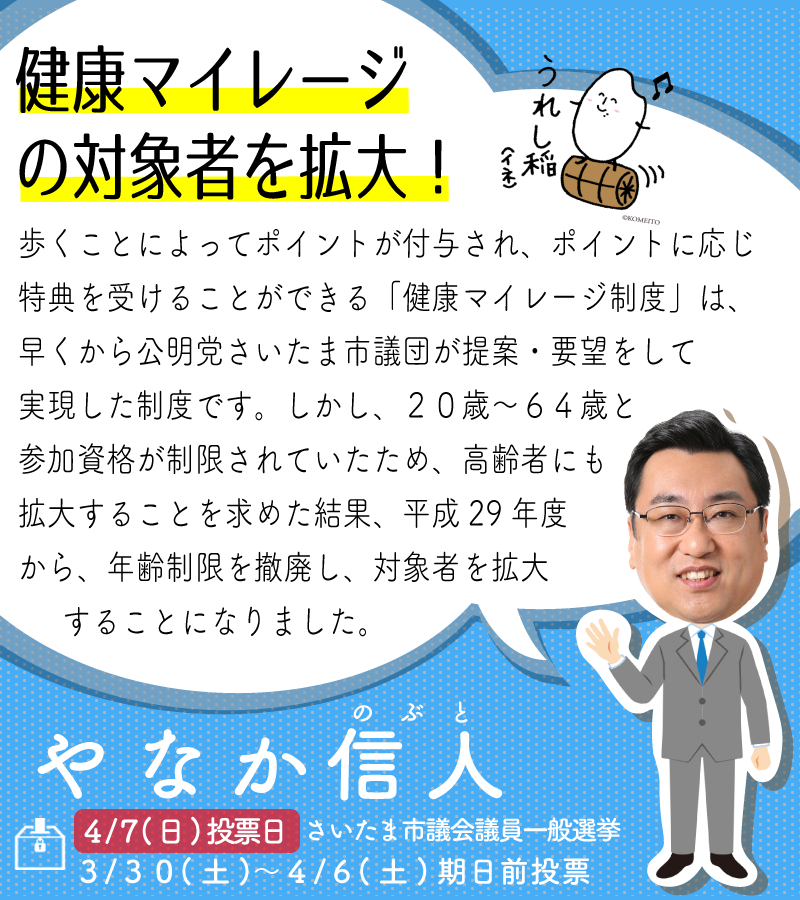 健康マイレージ
の対象者を拡大！
うれし稲
（イネ）
©KOMEITO
歩くことによってポイントが付与され、ポイントに応じ
特典を受けることができる「健康マイレージ制度」は、
早くから公明党さいたま市議団が提案・要望をして
実現した制度です。しかし、２０歳〜６４歳と
参加資格が制限されていたため、高齢者にも
拡大することを求めた結果、平成29年度
から、年齢制限を撤廃し、対象者を拡大
することになりました。
のぶと
やなか信人
4/7(日)投票日 さいたま市議会議員一般選挙
３/３０(土)〜４/６(土)期日前投票